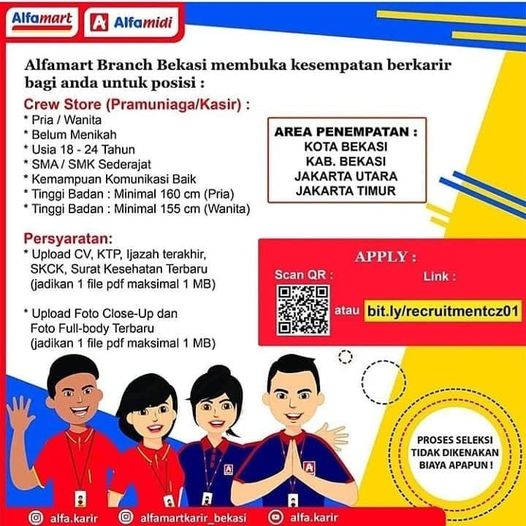 Alfamart
A Alfamidi
Alfamart Branch Bekasi membuka kesempatan berkarir
bagi anda untuk posisi :
Crew Store (Pramuniaga/Kasir) :
* Pria / Wanita
* Belum Menikah
* Usia 18 - 24 Tahun
* SMA / SMK Sederajat
* Kemampuan Komunikasi Baik
* Tinggi Badan : Minimal 160 cm (Pria)
* Tinggi Badan : Minimal 155 cm (Wanita)
AREA PENEMPATAN :
KOTA BEKASI
KAB. BEKASI
JAKARTA UTARA
JAKARTA TIMUR
Persyaratan:
* Upload CV, KTP, Ijazah terakhir,
SKCK, Surat Kesehatan Terbaru
(jadikan 1 file pdf maksimal 1 MB)
* Upload Foto Close-Up dan
Foto Full-body Terbaru
(jadikan 1 file pdf maksimal 1 MB)
APPLY :
Scan QR :
Link :
atau
bit.ly/recruitmentcz01
PROSES SELEKSI
TIDAK DIKENAKAN
BIAYA APAPUN !
A
A
alfa.karir
alfamartkarir_bekasi
alfa.karir